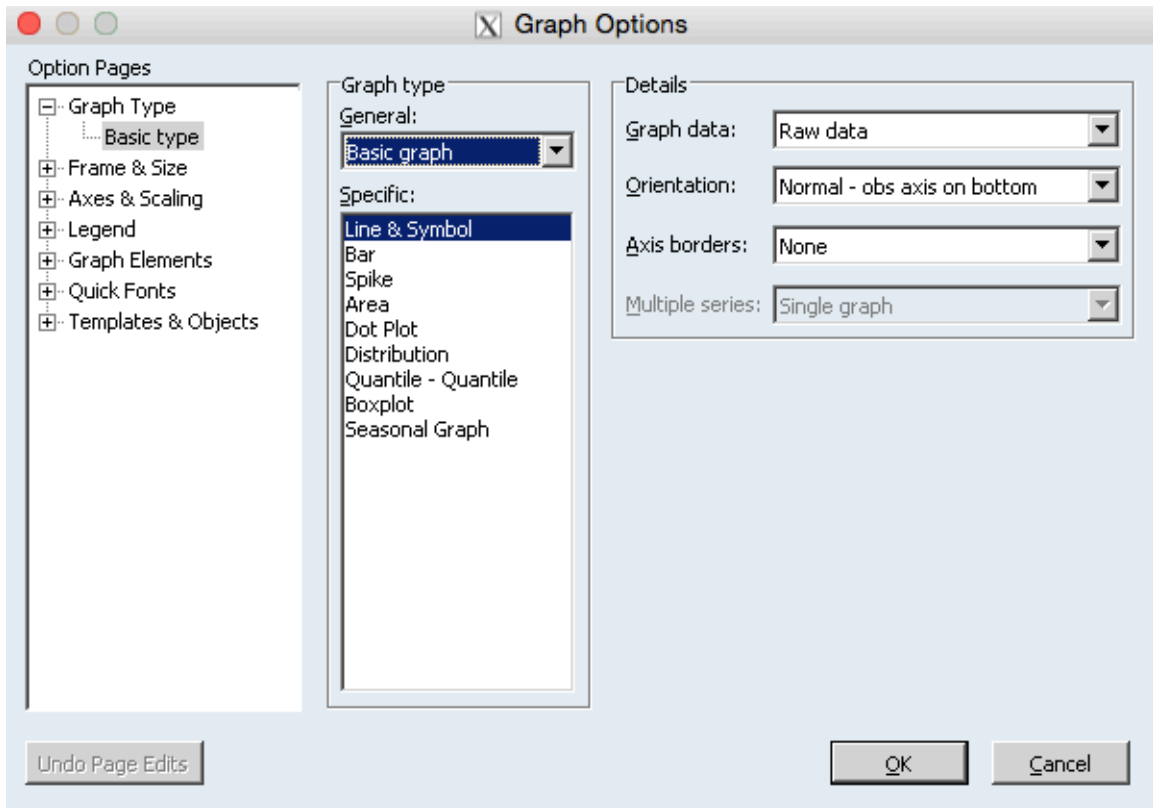 Graph Options
Option Pages
Graph Type
Basic type
Frame & Size
Axes & Scaling
Legend
Graph Elements
Quick Fonts
Templates & Objects
Graph type
General:
Basic graph
Specific:
Line & Symbol
Bar
Spike
Area
Dot Plot
Distribution
Quantile - Quantile
Boxplot
Seasonal Graph
Details
Graph data: Raw data
Orientation: Normal - obs axis on bottom
Axis borders: None
Multiple series: Single graph
Undo Page Edits
OK
Cancel